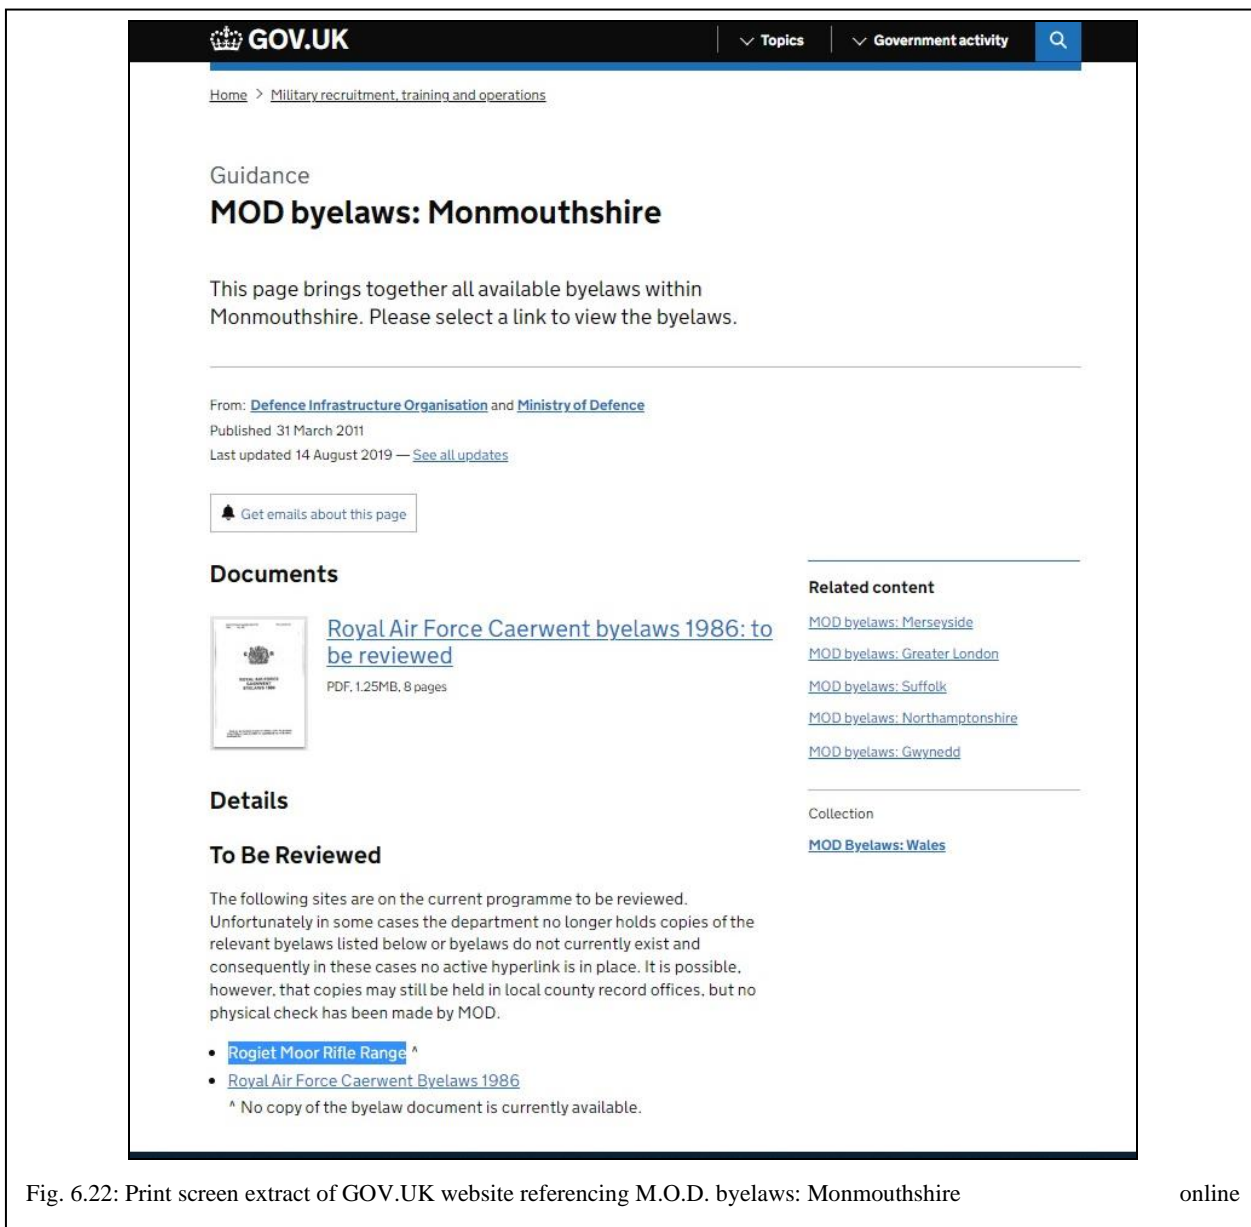 GOV.UK
Topics
Government activity
Home > Military recruitment, training and operations
Guidance
MOD byelaws: Monmouthshire
This page brings together all available byelaws within
Monmouthshire. Please select a link to view the byelaws.
From: Defence Infrastructure Organisation and Ministry of Defence
Published 31 March 2011
Last updated 14 August 2019 — See all updates
Get emails about this page
Documents
ROYAL AIR FORCE
CAERWENT
BYELAWS 1986
Royal Air Force Caerwent byelaws 1986: to
be reviewed
PDF, 1.25MB, 8 pages
Details
To Be Reviewed
The following sites are on the current programme to be reviewed.
Unfortunately in some cases the department no longer holds copies of the
relevant byelaws listed below or byelaws do not currently exist and
consequently in these cases no active hyperlink is in place. It is possible,
however, that copies may still be held in local county record offices, but no
physical check has been made by MOD.
• Rogiet Moor Rifle Range ^
• Royal Air Force Caerwent Byelaws 1986
^ No copy of the byelaw document is currently available.
Related content
MOD byelaws: Merseyside
MOD byelaws: Greater London
MOD byelaws: Suffolk
MOD byelaws: Northamptonshire
MOD byelaws: Gwynedd
Collection
MOD Byelaws: Wales
Fig. 6.22: Print screen extract of GOV.UK website referencing M.O.D. byelaws: Monmouthshire online